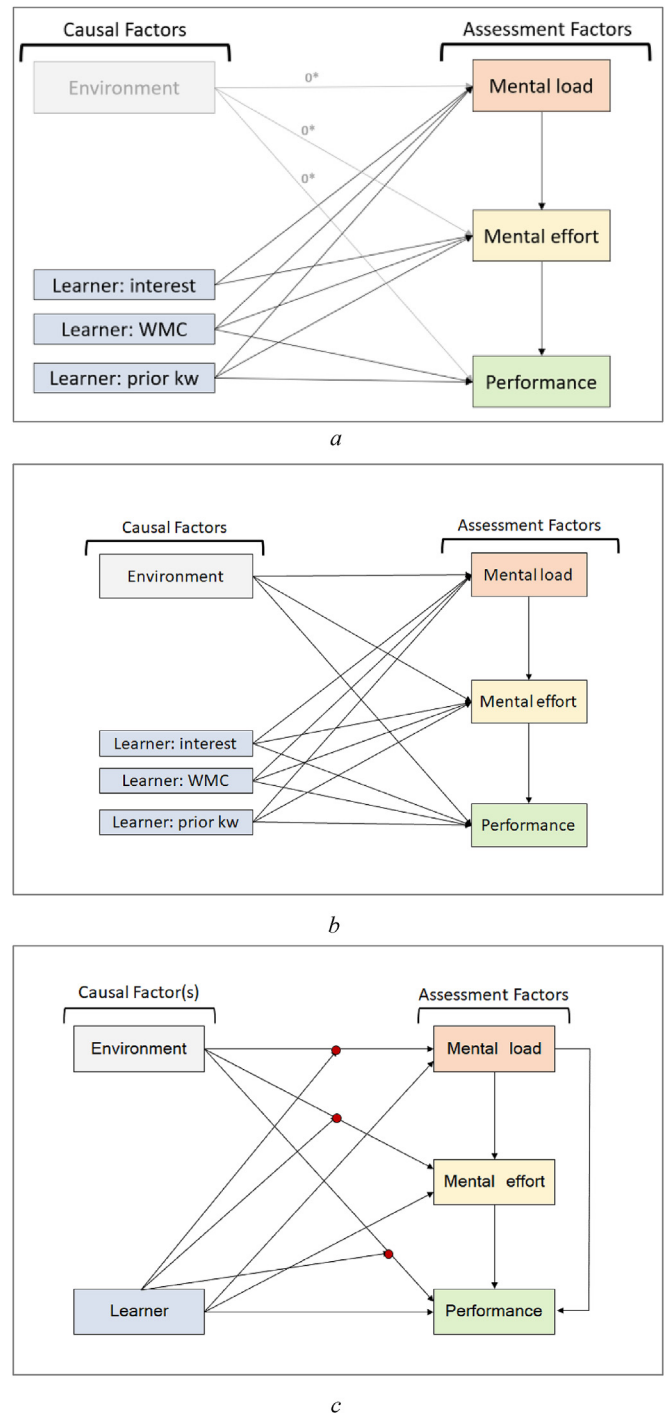 Causal Factors
Assessment Factors
Environment
Mental load
0*
0*
0*
Mental effort
Learner: interest
Learner: WMC
Learner: prior kw
Performance
a
Causal Factors
Assessment Factors
Environment
Mental load
Mental effort
Learner: interest
Learner: WMC
Learner: prior kw
Performance
b
Causal Factor(s)
Assessment Factors
Environment
Mental load
Mental effort
Learner
Performance
c